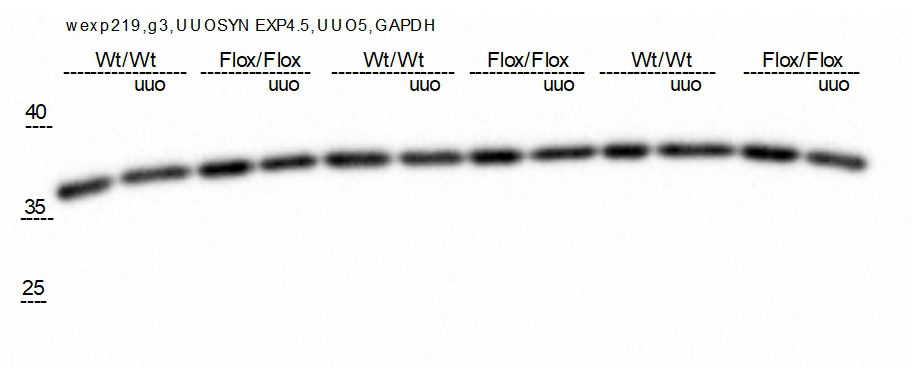 wexp219,g3,UUOSYN EXP4.5,UUO5,GAPDH
Wt/Wt Flox/Flox Wt/Wt Flox/Flox Wt/Wt Flox/Flox
uuo uuo uuo uuo uuo uuo
40
35
25